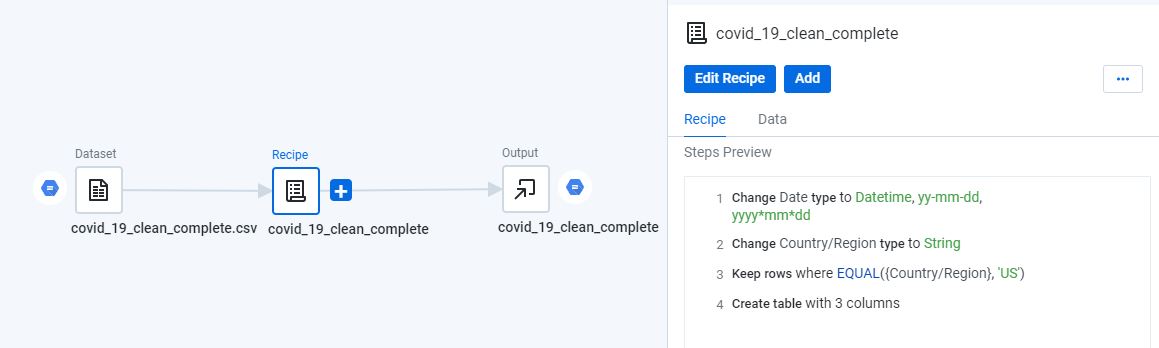 covid_19_clean_complete
Edit Recipe Add ...
Recipe Data
Steps Preview
1 Change Date type to Datetime, yy-mm-dd,
yyyy*mm*dd
2 Change Country/Region type to String
3 Keep rows where EQUAL({Country/Region}, 'US')
4 Create table with 3 columns
Dataset
covid_19_clean_complete.csv
Recipe
covid_19_clean_complete
Output
covid_19_clean_complete